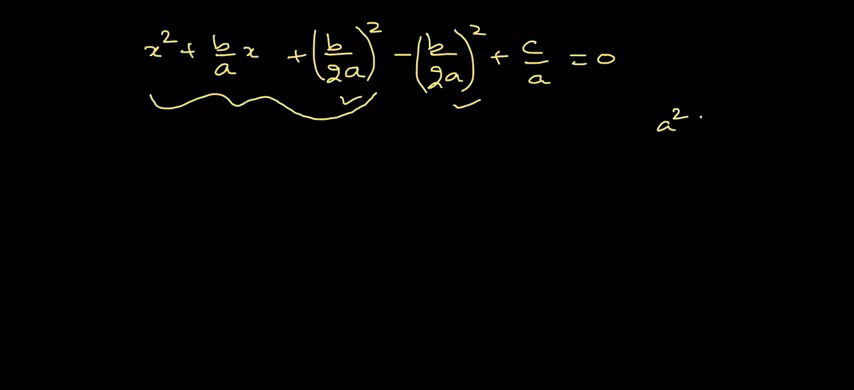 x² + b/a x + (b/2a)² - (b/2a)² + c/a = 0
a² .